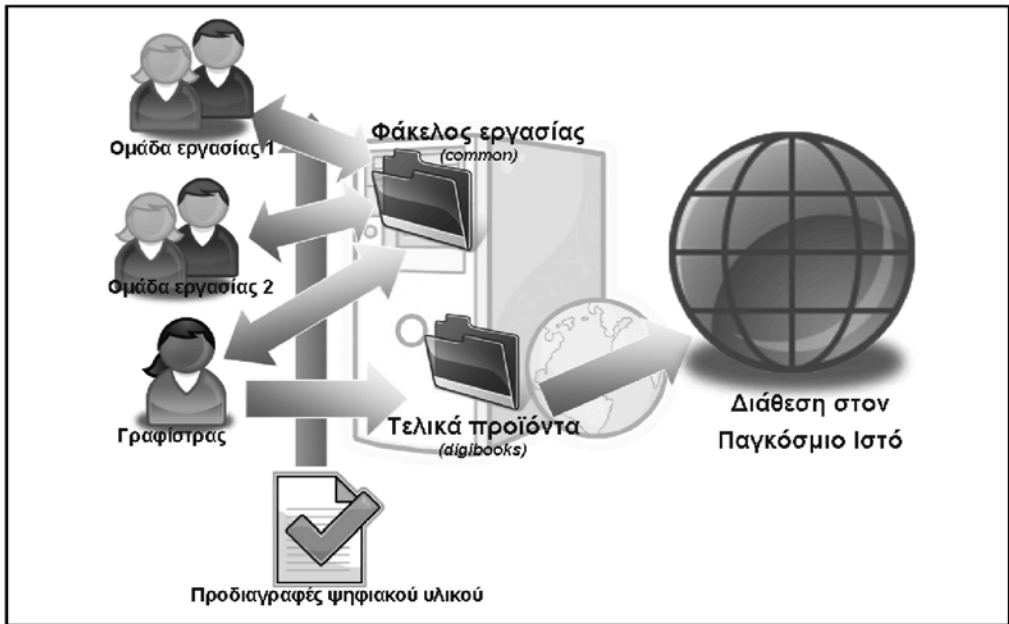 Ομάδα εργασίας 1
Φάκελος εργασίας
(common)
Ομάδα εργασίας 2
Γραφίστρας
Τελικά προϊόντα
(digibooks)
Διάθεση στον
Παγκόσμιο Ιστό
Προδιαγραφές ψηφιακού υλικού